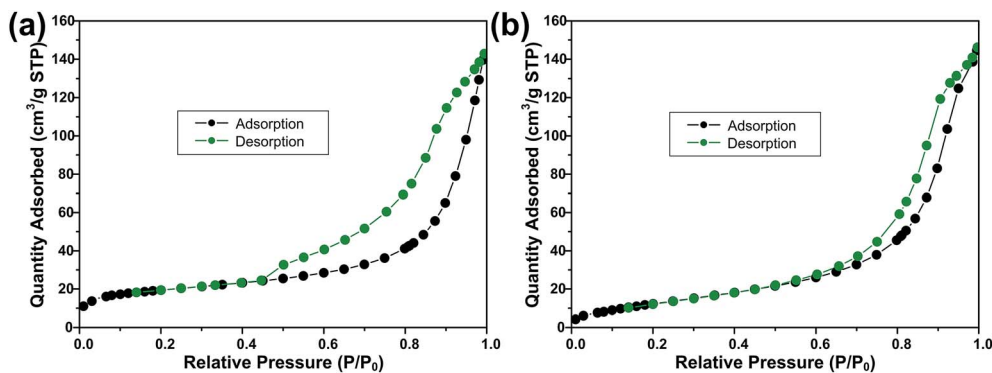 (a)
Quantity Adsorbed (cm³/g STP)
160
140
120
100
80
60
40
20
0
Adsorption
Desorption
0.0 0.2 0.4 0.6 0.8 1.0
Relative Pressure (P/P₀)
(b)
Quantity Adsorbed (cm³/g STP)
160
140
120
100
80
60
40
20
0
Adsorption
Desorption
0.0 0.2 0.4 0.6 0.8 1.0
Relative Pressure (P/P₀)